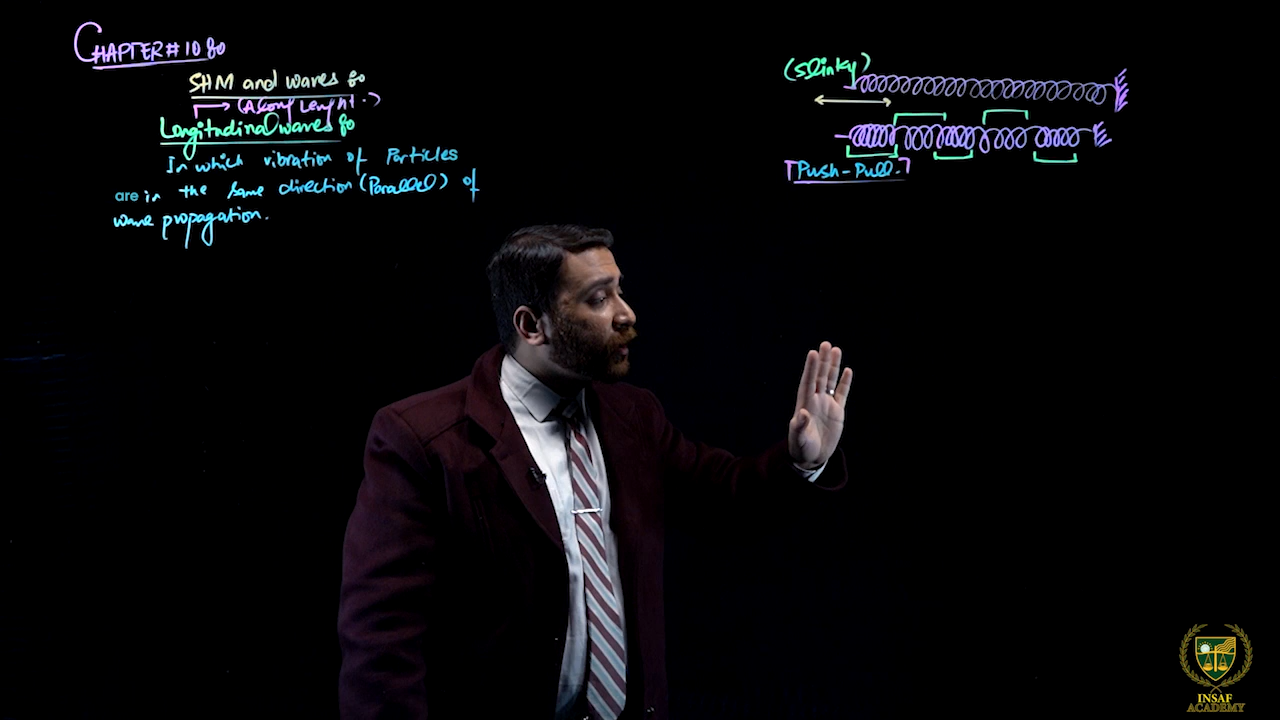 CHAPTER # 10 :
SHM and waves :
(Along Lenght.)
Longitudinal waves :
In which vibration of Particles
are in the same direction (Parallel) of
wave propagation.
(Slinky)
Push-Pull.
INSAF
ACADEMY